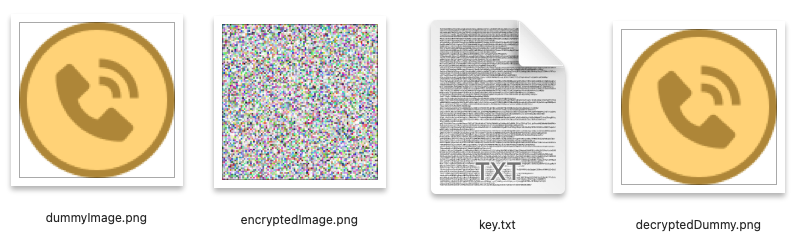 TXT
dummyImage.png
encryptedImage.png
key.txt
decryptedDummy.png